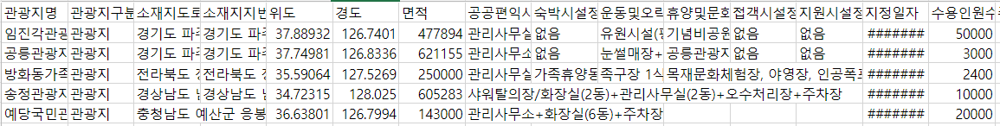 관광지명 관광지구분 소재지도로 소재지지번 위도 경도 면적 공공편익시 숙박시설정 운동및오락 휴양및문화 접객시설정 지원시설정 지정일자 수용인원수
임진각관광 관광지 경기도 파주 경기도 파주 37.88932 126.7401 477894 관리사무실 없음 유원시설(평 기념비공원 없음 없음 ####### 50000
공릉관광지 관광지 경기도 파주 경기도 파주 37.74981 126.8336 621155 관리사무소 없음 눈썰매장+ 공릉관광지 없음 없음 ####### 3000
방화동가족 관광지 전라북도 장 전라북도 장 35.59064 127.5269 250000 관리사무실 가족휴양동 족구장 1식 목재문화체험장, 야영장, 인공폭포 ####### 2400
송정관광지 관광지 경상남도 남 경상남도 남 34.72315 128.025 605283 샤워탈의장/화장실(2동)+관리사무실(2동)+오수처리장+주차장 ####### 10000
예당국민관 관광지 충청남도 예산군 응봉 36.63801 126.7994 143000 관리사무소+화장실(6동)+주차장 ####### 20000